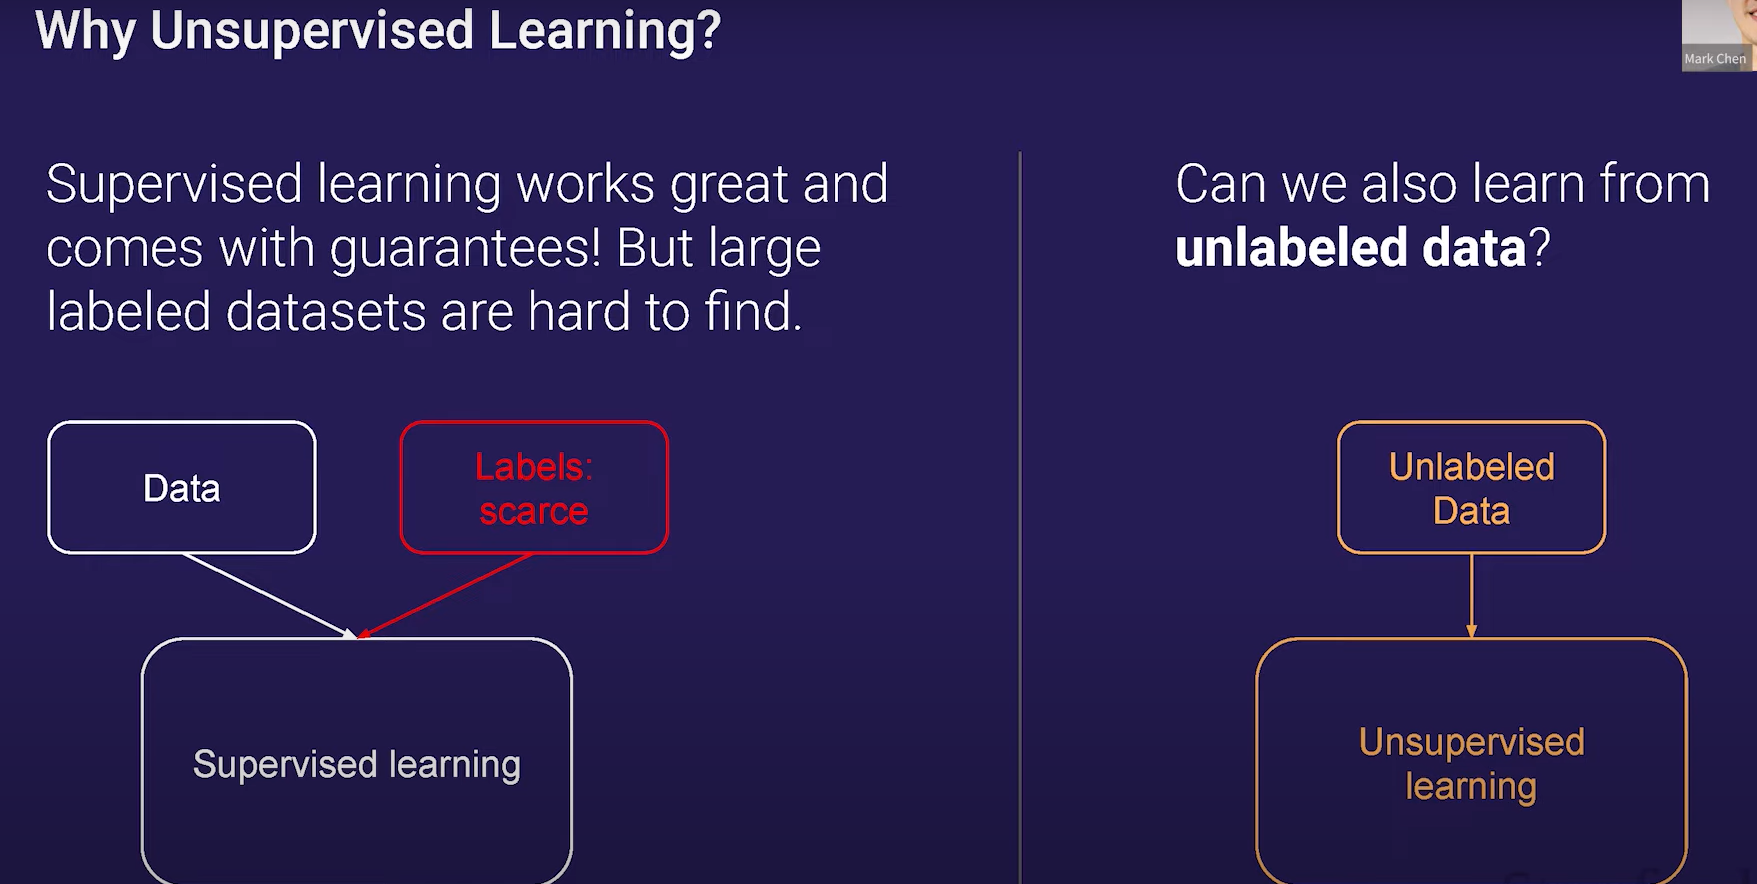 Why Unsupervised Learning?
Mark Chen
Supervised learning works great and
comes with guarantees! But large
labeled datasets are hard to find.
Can we also learn from
unlabeled data?
Data
Labels:
scarce
Supervised learning
Unlabeled
Data
Unsupervised
learning